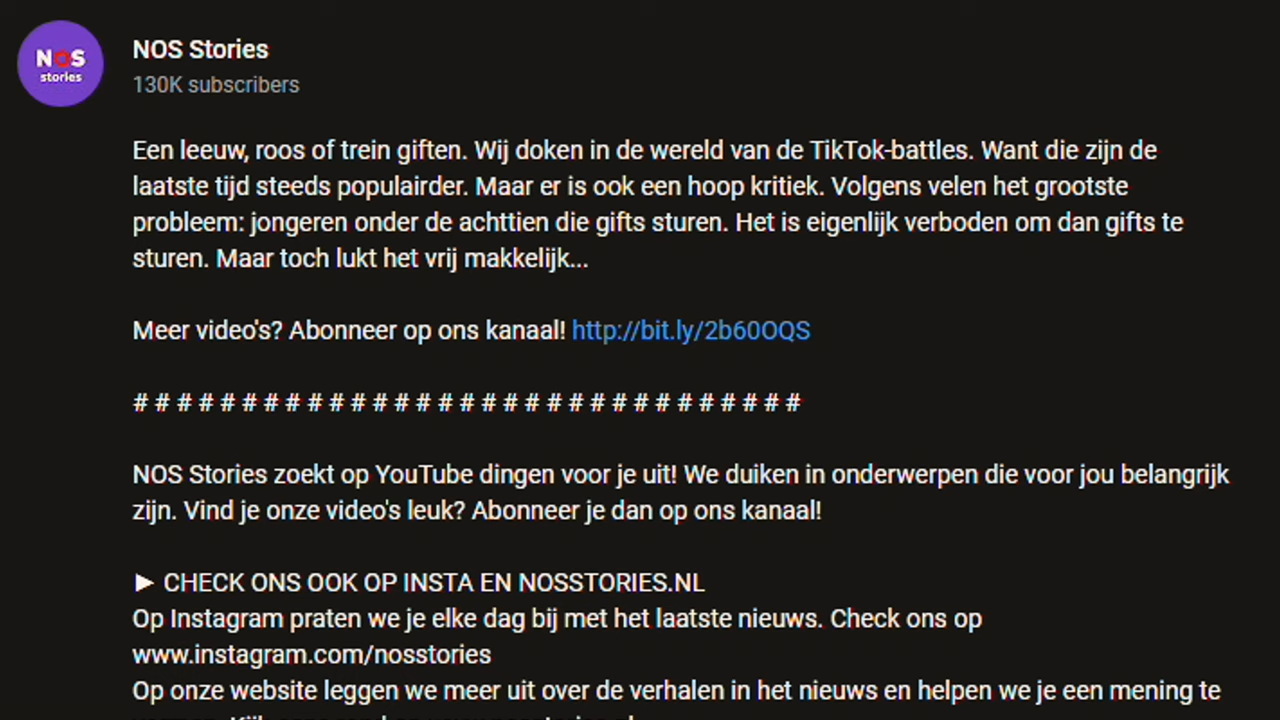 NOS
stories
NOS Stories
130K subscribers
Een leeuw, roos of trein giften. Wij doken in de wereld van de TikTok-battles. Want die zijn de
laatste tijd steeds populairder. Maar er is ook een hoop kritiek. Volgens velen het grootste
probleem: jongeren onder de achttien die gifts sturen. Het is eigenlijk verboden om dan gifts te
sturen. Maar toch lukt het vrij makkelijk...
Meer video's? Abonneer op ons kanaal! http://bit.ly/2b60OQS
# # # # # # # # # # # # # # # # # # # # # # # # # # # # # # #
NOS Stories zoekt op YouTube dingen voor je uit! We duiken in onderwerpen die voor jou belangrijk
zijn. Vind je onze video's leuk? Abonneer je dan op ons kanaal!
► CHECK ONS OOK OP INSTA EN NOSSTORIES.NL
Op Instagram praten we je elke dag bij met het laatste nieuws. Check ons op
www.instagram.com/nosstories
Op onze website leggen we meer uit over de verhalen in het nieuws en helpen we je een mening te